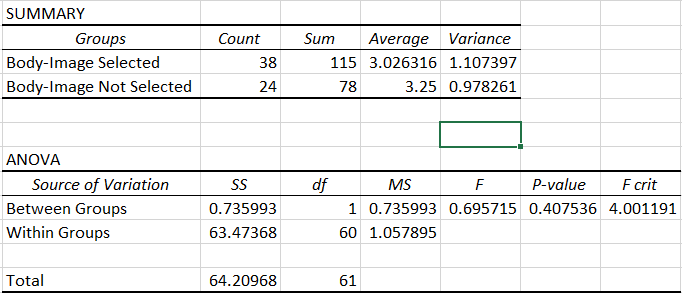 SUMMARY
Groups Count Sum Average Variance
Body-Image Selected 38 115 3.026316 1.107397
Body-Image Not Selected 24 78 3.25 0.978261
ANOVA
Source of Variation SS df MS F P-value F crit
Between Groups 0.735993 1 0.735993 0.695715 0.407536 4.001191
Within Groups 63.47368 60 1.057895
Total 64.20968 61